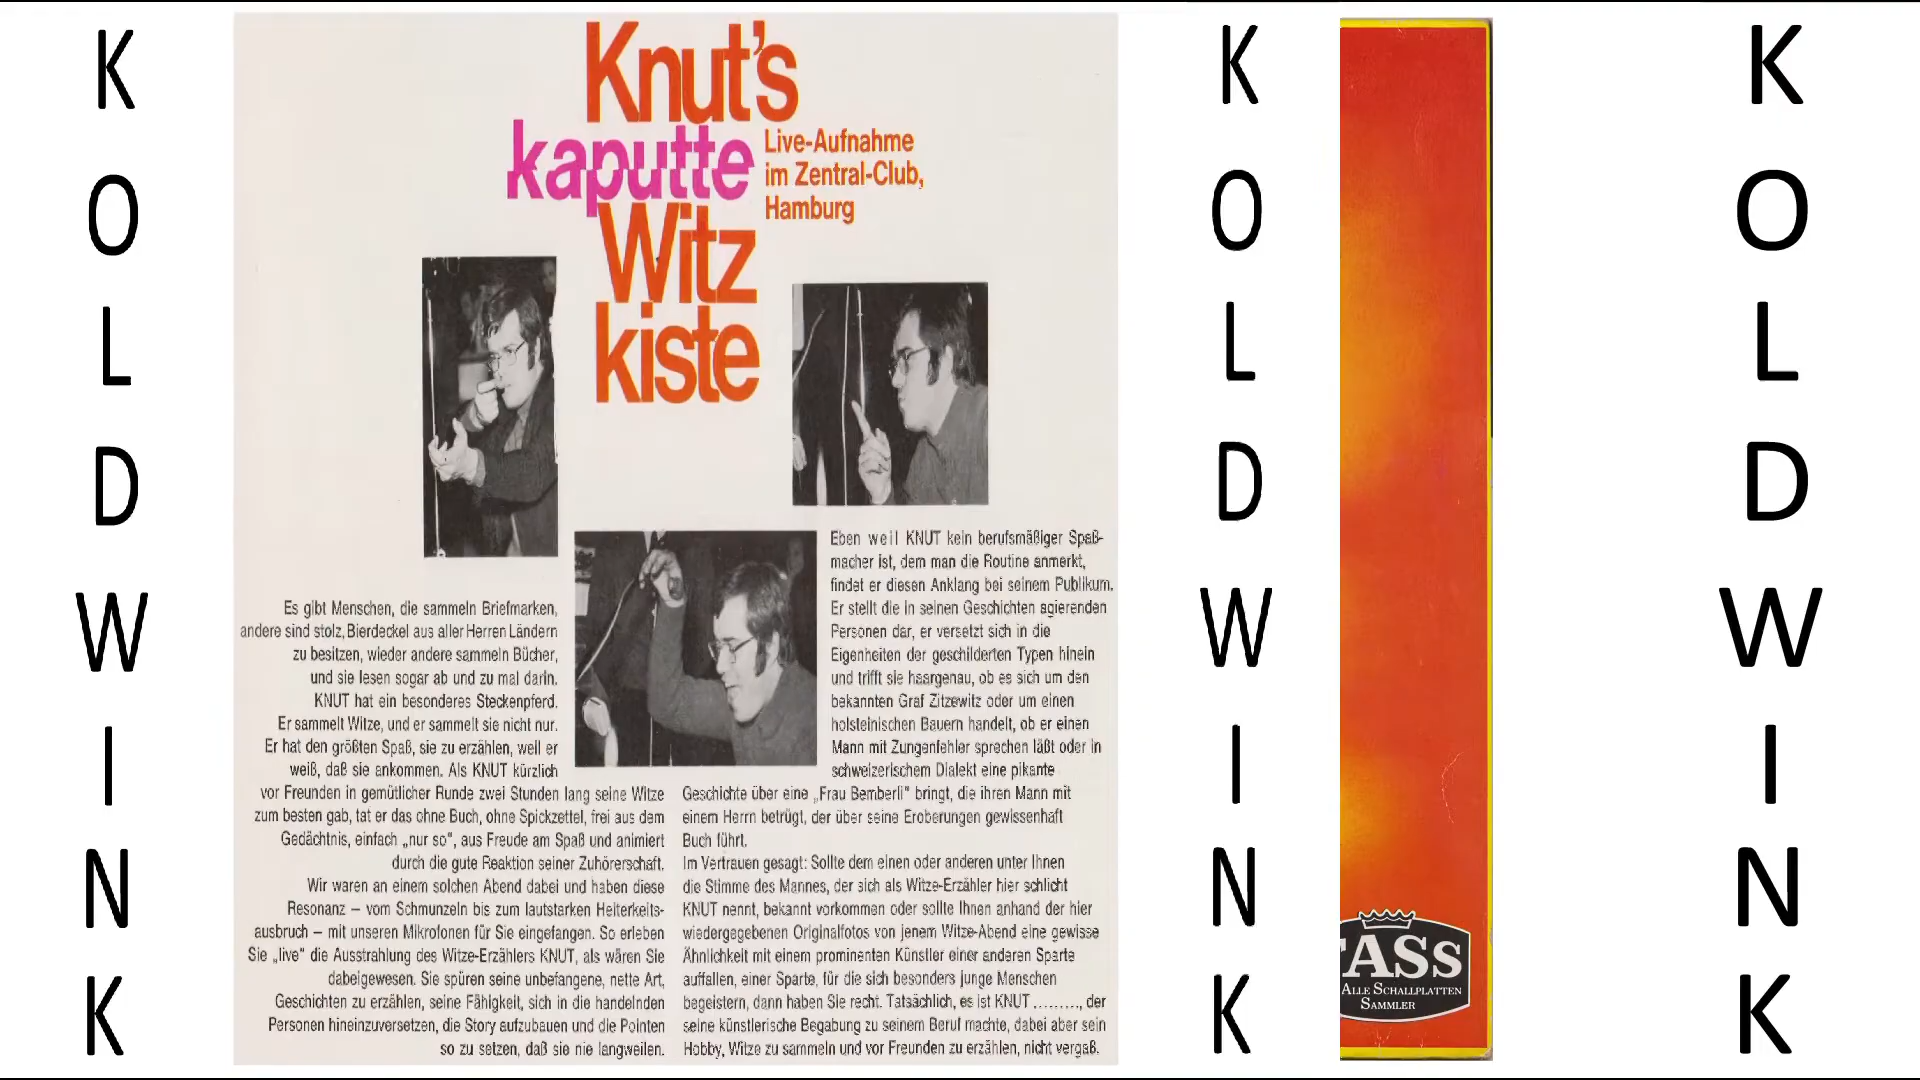 K
O
L
D
W
I
N
K
Knut's
kaputte
Witz
kiste
Live-Aufnahme
im Zentral-Club,
Hamburg
Es gibt Menschen, die sammeln Briefmarken,
andere sind stolz, Bierdeckel aus aller Herren Ländern
zu besitzen, wieder andere sammeln Bücher,
und sie lesen sogar ab und zu mal darin.
KNUT hat ein besonderes Steckenpferd.
Er sammelt Witze, und er sammelt sie nicht nur.
Er hat den größten Spaß, sie zu erzählen, weil er
weiß, daß sie ankommen. Als KNUT kürzlich
vor Freunden in gemütlicher Runde zwei Stunden lang seine Witze
zum besten gab, tat er das ohne Buch, ohne Spickzettel, frei aus dem
Gedächtnis, einfach „nur so“, aus Freude am Spaß und animiert
durch die gute Reaktion seiner Zuhörerschaft.
Wir waren an einem solchen Abend dabei und haben diese
Resonanz – vom Schmunzeln bis zum lautstarken Heiterkeits-
ausbruch – mit unseren Mikrofonen für Sie eingefangen. So erleben
Sie „live“ die Ausstrahlung des Witze-Erzählers KNUT, als wären Sie
dabeigewesen. Sie spüren seine unbefangene, nette Art,
Geschichten zu erzählen, seine Fähigkeit, sich in die handelnden
Personen hineinzuversetzen, die Story aufzubauen und die Pointen
so zu setzen, daß sie nie langweilen.
Eben weil KNUT kein berufsmäßiger Spaß-
macher ist, dem man die Routine anmerkt,
findet er diesen Anklang bei seinem Publikum.
Er stellt die in seinen Geschichten agierenden
Personen dar, er versetzt sich in die
Eigenheiten der geschilderten Typen hinein
und trifft sie haargenau, ob es sich um den
bekannten Graf Zitzewitz oder um einen
holsteinischen Bauern handelt, ob er einen
Mann mit Zungenfehler sprechen läßt oder in
schweizerischem Dialekt eine pikante
Geschichte über eine „Frau Bemberli“ bringt, die ihren Mann mit
einem Herrn betrügt, der über seine Eroberungen gewissenhaft
Buch führt.
Im Vertrauen gesagt: Sollte dem einen oder anderen unter Ihnen
die Stimme des Mannes, der sich als Witze-Erzähler hier schlicht
KNUT nennt, bekannt vorkommen oder sollte Ihnen anhand der hier
wiedergegebenen Originalfotos von jenem Witze-Abend eine gewisse
Ähnlichkeit mit einem prominenten Künstler einer anderen Sparte
auffallen, einer Sparte, für die sich besonders junge Menschen
begeistern, dann haben Sie recht. Tatsächlich, es ist KNUT ........., der
seine künstlerische Begabung zu seinem Beruf machte, dabei aber sein
Hobby, Witze zu sammeln und vor Freunden zu erzählen, nicht vergaß.
K
O
L
D
W
I
N
K
ASS
ALLE SCHALLPLATTEN
SAMMLER
K
O
L
D
W
I
N
K